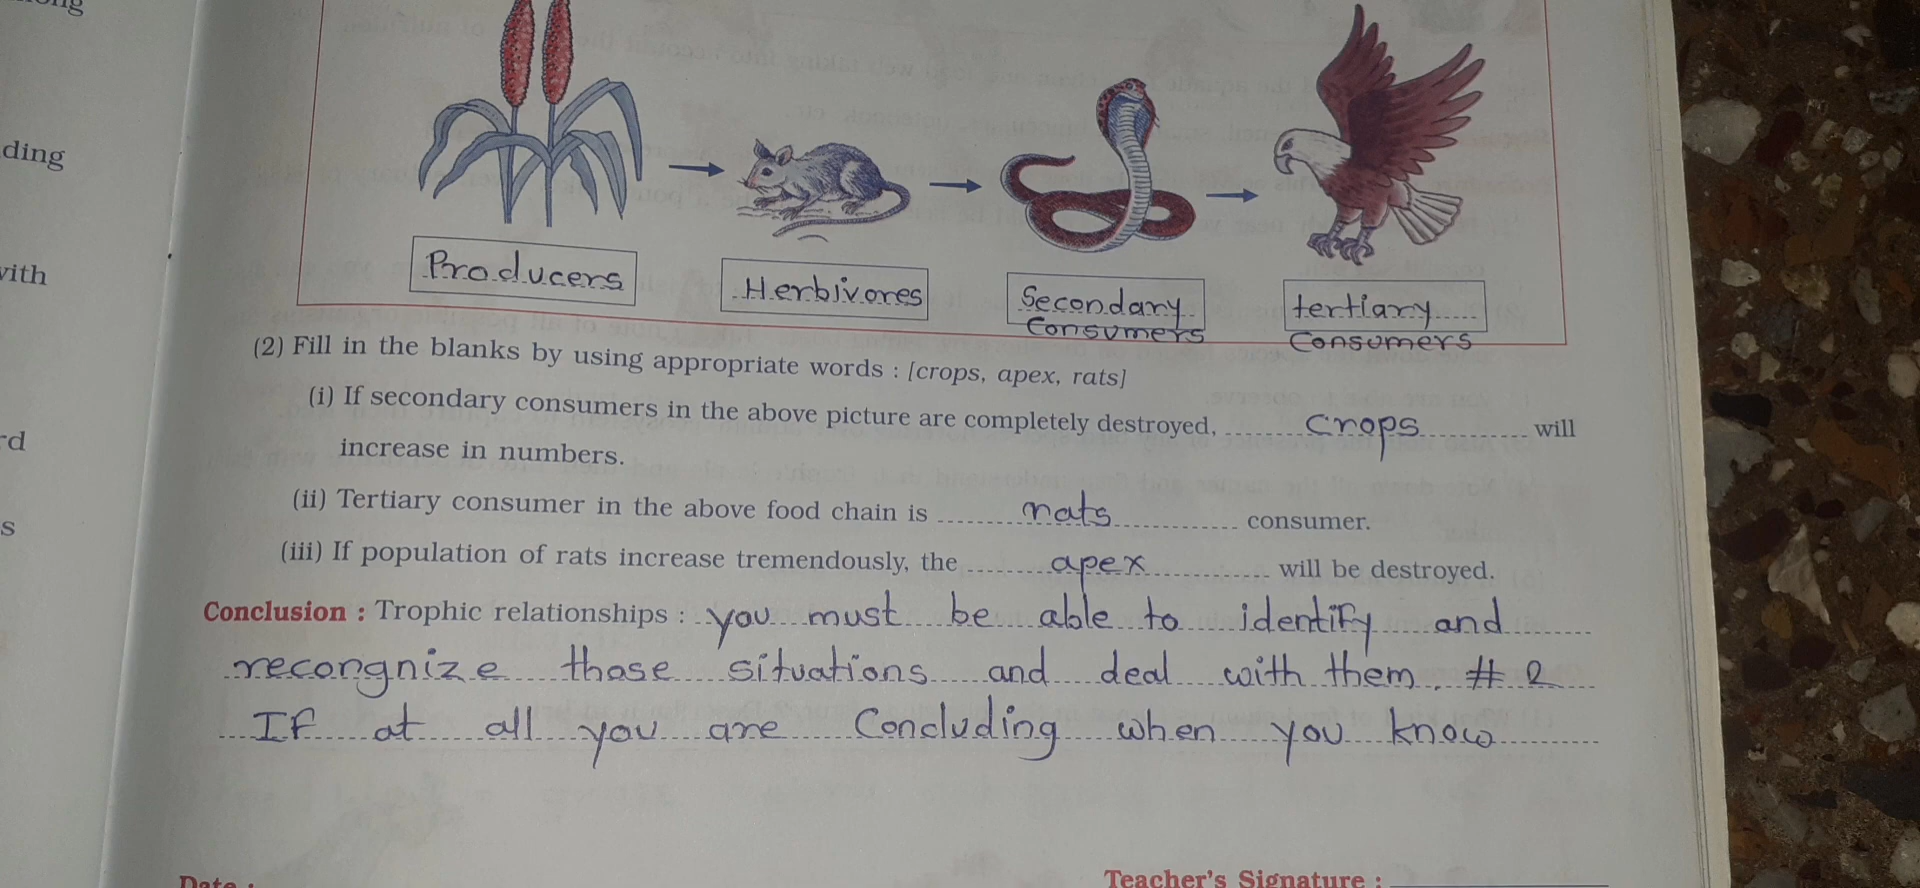 ding
with
rd
s
Producers
Herbivores
Secondary
Consumers
tertiary
Consumers
(2) Fill in the blanks by using appropriate words : [crops, apex, rats]
(i) If secondary consumers in the above picture are completely destroyed, crops will
increase in numbers.
(ii) Tertiary consumer in the above food chain is rats consumer.
(iii) If population of rats increase tremendously, the apex will be destroyed.
Conclusion : Trophic relationships : you must be able to identify and
recongnize those situations and deal with them. # 2
If at all you are Concluding when you know
Date :
Teacher's Signature :